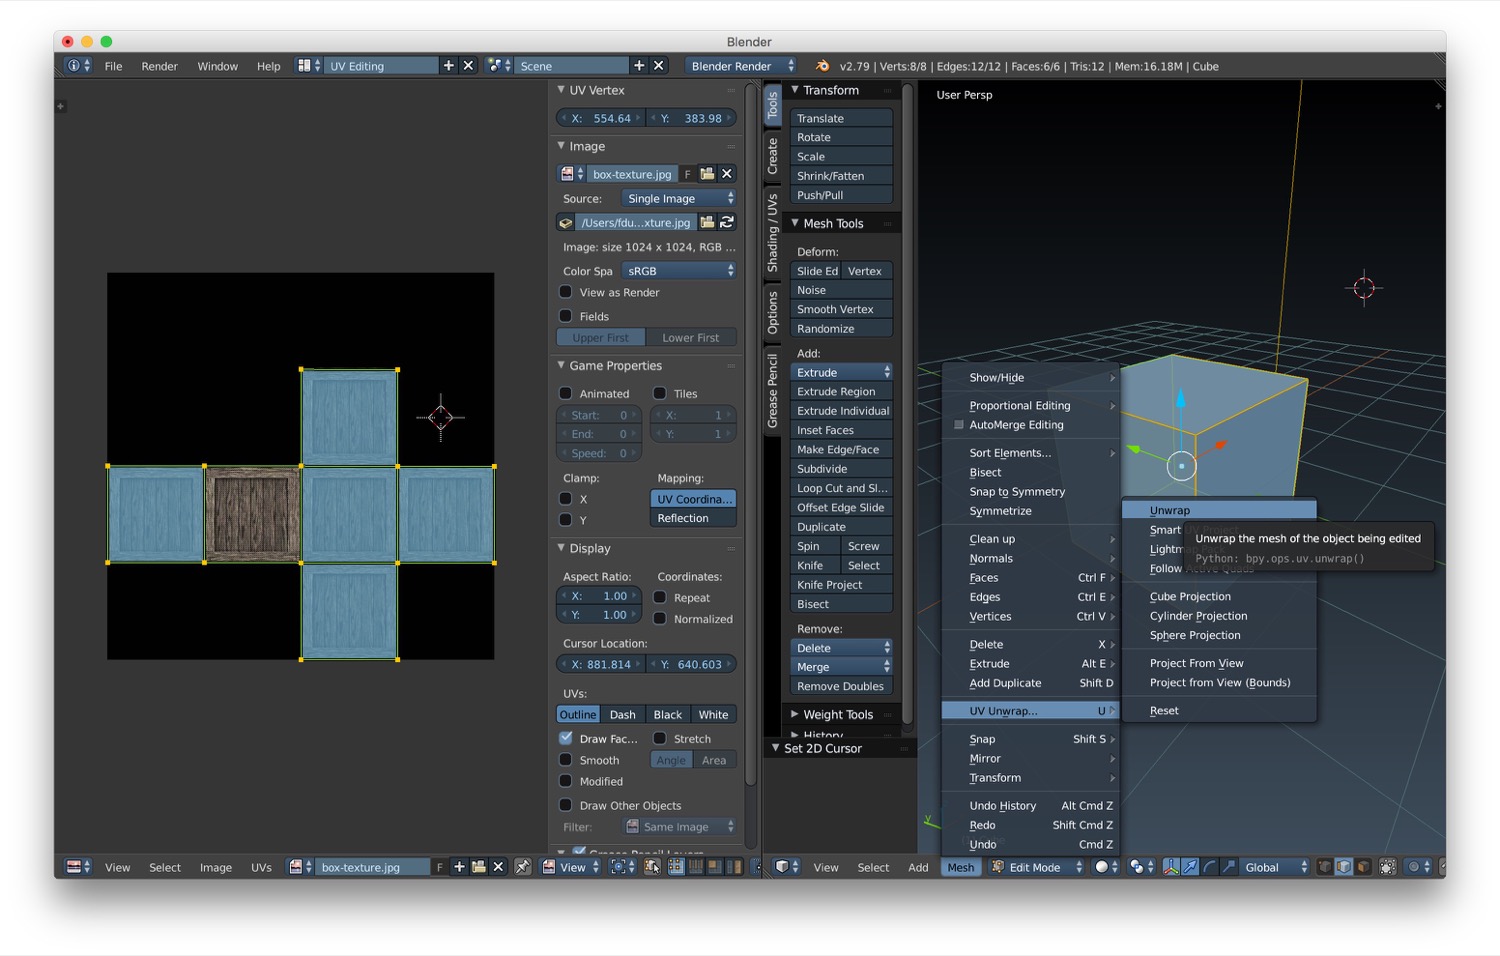 Blender
File Render Window Help UV Editing Scene Blender Render v2.79 | Verts:8/8 | Edges:12/12 | Faces:6/6 | Tris:12 | Mem:16.18M | Cube
UV Vertex
X: 554.64 Y: 383.98
Image
box-texture.jpg F
Source: Single Image
/Users/fdu...xture.jpg
Image: size 1024 x 1024, RGB ...
Color Spa sRGB
View as Render
Fields
Upper First Lower First
Game Properties
Animated Tiles
Start: 0 X: 1
End: 0 Y: 1
Speed: 0
Clamp: Mapping:
X UV Coordina...
Y Reflection
Display
Aspect Ratio: Coordinates:
X: 1.00 Repeat
Y: 1.00 Normalized
Cursor Location:
X: 881.814 Y: 640.603
UVs:
Outline Dash Black White
Draw Fac... Stretch
Smooth Angle Area
Modified
Draw Other Objects
Filter: Same Image
Tools
Create
Shading / UVs
Options
Grease Pencil
Transform
Translate
Rotate
Scale
Shrink/Fatten
Push/Pull
Mesh Tools
Deform:
Slide Ed Vertex
Noise
Smooth Vertex
Randomize
Add:
Extrude
Extrude Region
Extrude Individual
Inset Faces
Make Edge/Face
Subdivide
Loop Cut and Sl...
Offset Edge Slide
Duplicate
Spin Screw
Knife Select
Knife Project
Bisect
Remove:
Delete
Merge
Remove Doubles
Weight Tools
History
Set 2D Cursor
User Persp
Show/Hide
Proportional Editing
AutoMerge Editing
Sort Elements...
Bisect
Snap to Symmetry
Symmetrize
Clean up
Normals
Faces Ctrl F
Edges Ctrl E
Vertices Ctrl V
Delete X
Extrude Alt E
Add Duplicate Shift D
UV Unwrap... U
Snap Shift S
Mirror
Transform
Undo History Alt Cmd Z
Redo Shift Cmd Z
Undo Cmd Z
Unwrap
Smart
Lightm
Follow
Unwrap the mesh of the object being edited
Python: bpy.ops.uv.unwrap()
Cube Projection
Cylinder Projection
Sphere Projection
Project From View
Project from View (Bounds)
Reset
y
View Select Image UVs box-texture.jpg F View
View Select Add Mesh Edit Mode Global